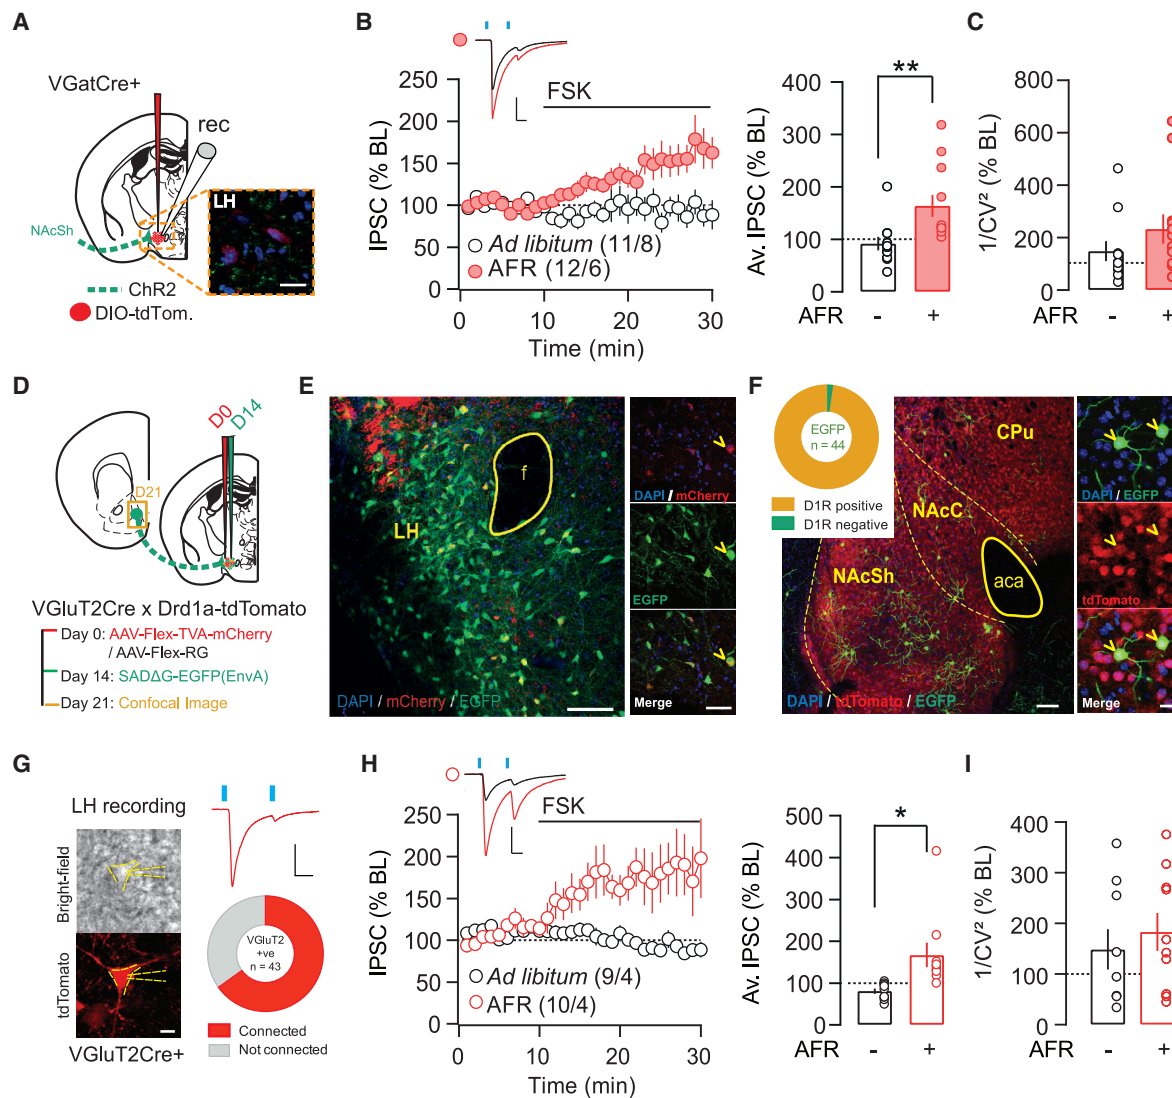 A
VGatCre+
rec
LH
NAcSh
ChR2
DIO-tdTom.
B
FSK
IPSC (% BL)
250
200
150
100
50
0
Ad libitum (11/8)
AFR (12/6)
0 10 20 30
Time (min)
**
Av. IPSC (% BL)
400
300
200
100
0
AFR - +
C
1/CV² (% BL)
800
600
400
200
0
AFR - +
D
D0
D14
D21
VGluT2Cre x Drd1a-tdTomato
Day 0: AAV-Flex-TVA-mCherry
/ AAV-Flex-RG
Day 14: SADΔG-EGFP(EnvA)
Day 21: Confocal Image
E
f
LH
DAPI / mCherry / EGFP
DAPI / mCherry
EGFP
Merge
F
EGFP
n = 44
D1R positive
D1R negative
CPu
NAcC
NAcSh
aca
DAPI / tdTomato / EGFP
DAPI / EGFP
tdTomato
Merge
G
LH recording
Bright-field
tdTomato
VGluT2Cre+
VGluT2
+ve
n = 43
Connected
Not connected
H
FSK
IPSC (% BL)
250
200
150
100
50
0
Ad libitum (9/4)
AFR (10/4)
0 10 20 30
Time (min)
*
Av. IPSC (% BL)
500
400
300
200
100
50
0
AFR - +
I
1/CV² (% BL)
400
300
200
100
0
AFR - +